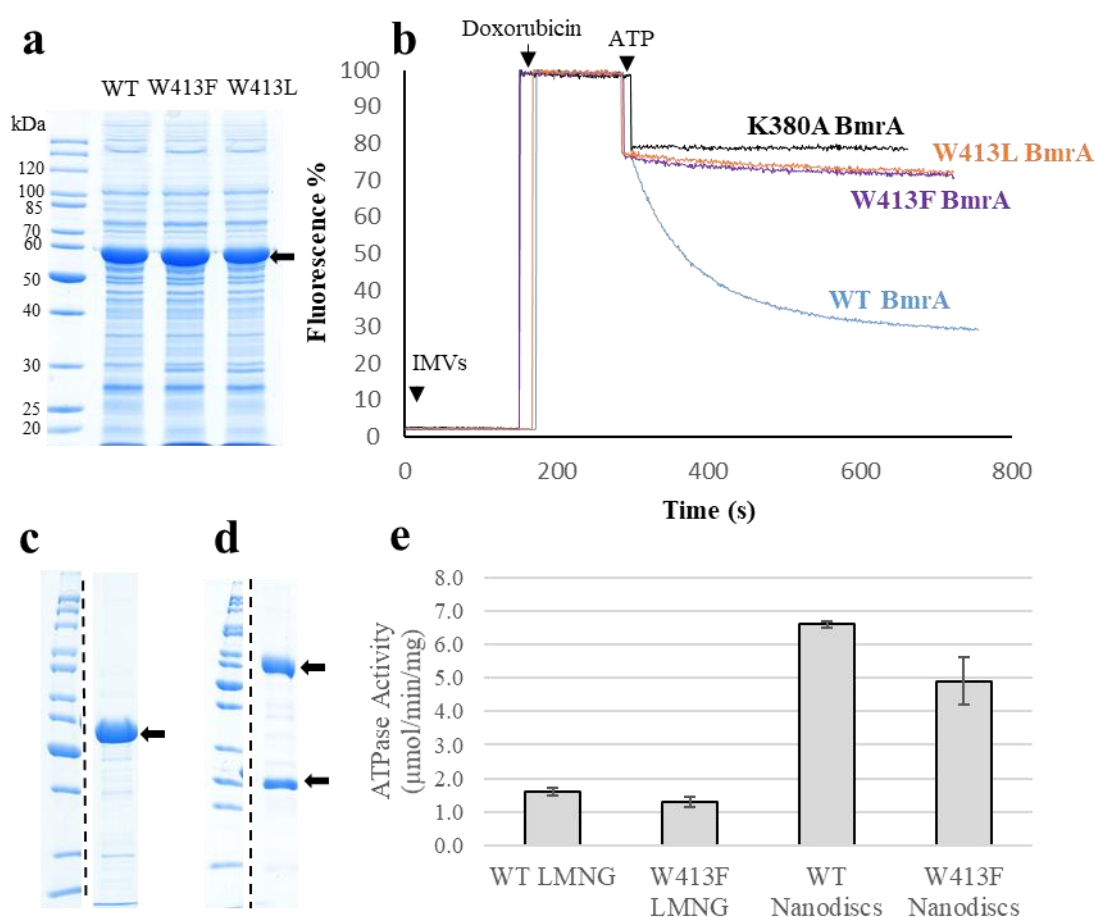 a
WT W413F W413L
kDa
120
100
85
70
60
50
40
30
25
20
b
Doxorubicin
ATP
IMVs
K380A BmrA
W413L BmrA
W413F BmrA
WT BmrA
Fluorescence %
100
90
80
70
60
50
40
30
20
10
0
0 200 400 600 800
Time (s)
c
d
e
ATPase Activity
(µmol/min/mg)
8.0
7.0
6.0
5.0
4.0
3.0
2.0
1.0
0.0
WT LMNG W413F WT W413F
LMNG Nanodiscs Nanodiscs